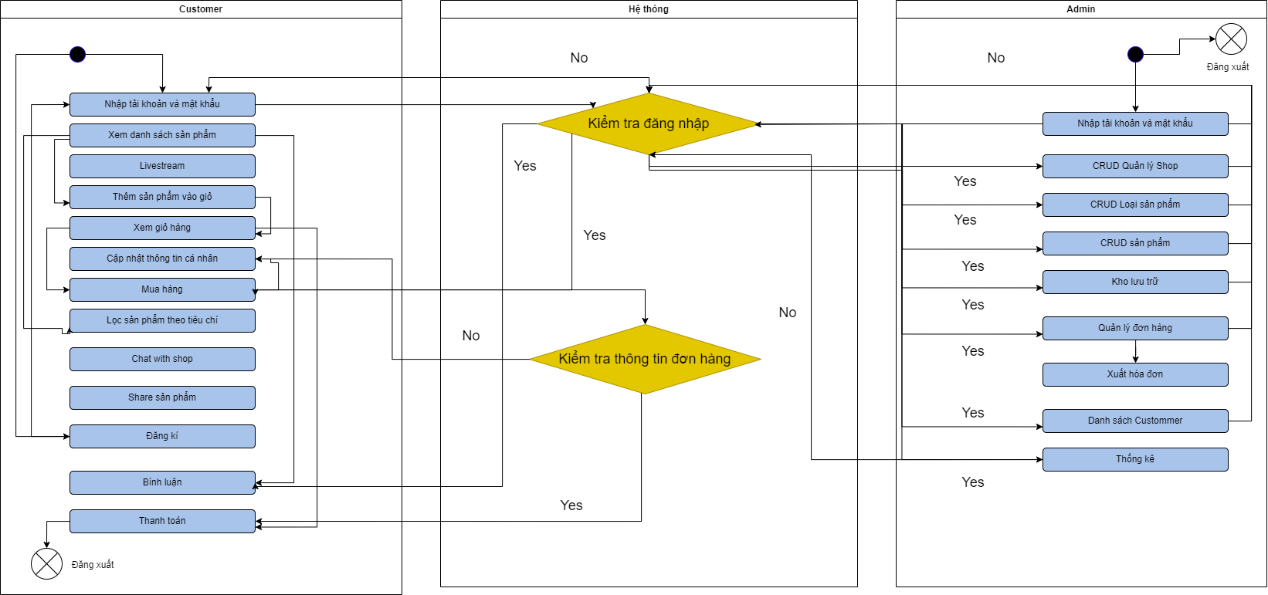 Customer
Hệ thống
Admin
No
No
Đăng xuất
Nhập tài khoản và mật khẩu
Kiểm tra đăng nhập
Nhập tài khoản và mật khẩu
Xem danh sách sản phẩm
Livestream
Yes
CRUD Quản lý Shop
Yes
Thêm sản phẩm vào giỏ
CRUD Loại sản phẩm
Yes
Xem giỏ hàng
Yes
CRUD sản phẩm
Cập nhật thông tin cá nhân
Yes
Mua hàng
Kho lưu trữ
Yes
Lọc sản phẩm theo tiêu chí
No
Quản lý đơn hàng
No
Yes
Chat with shop
Kiểm tra thông tin đơn hàng
Xuất hóa đơn
Share sản phẩm
Yes
Danh sách Custommer
Đăng kí
Thống kê
Bình luận
Yes
Yes
Thanh toán
Đăng xuất